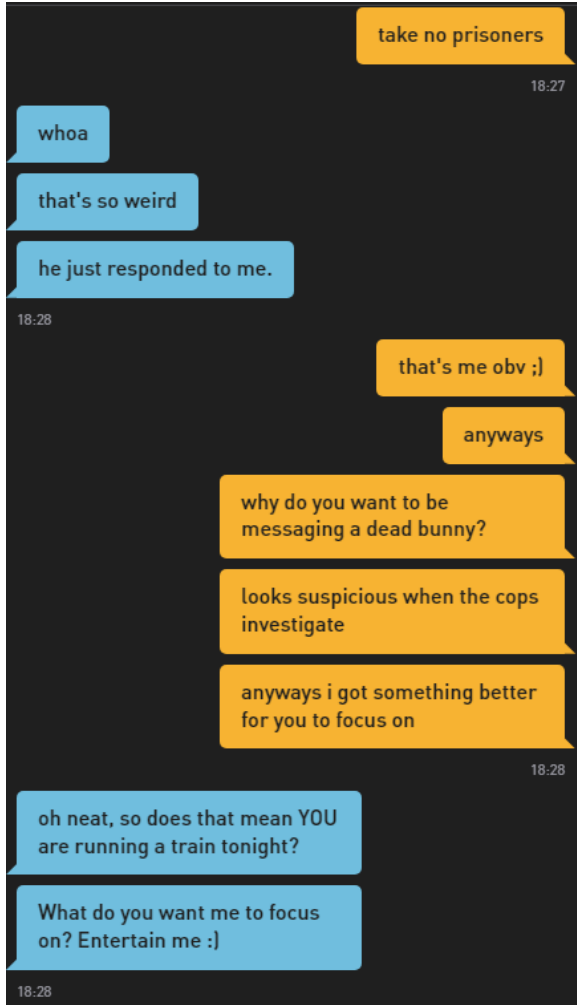 take no prisoners
18:27
whoa
that's so weird
he just responded to me.
18:28
that's me obv ;)
anyways
why do you want to be
messaging a dead bunny?
looks suspicious when the cops
investigate
anyways i got something better
for you to focus on
18:28
oh neat, so does that mean YOU
are running a train tonight?
What do you want me to focus
on? Entertain me :)
18:28